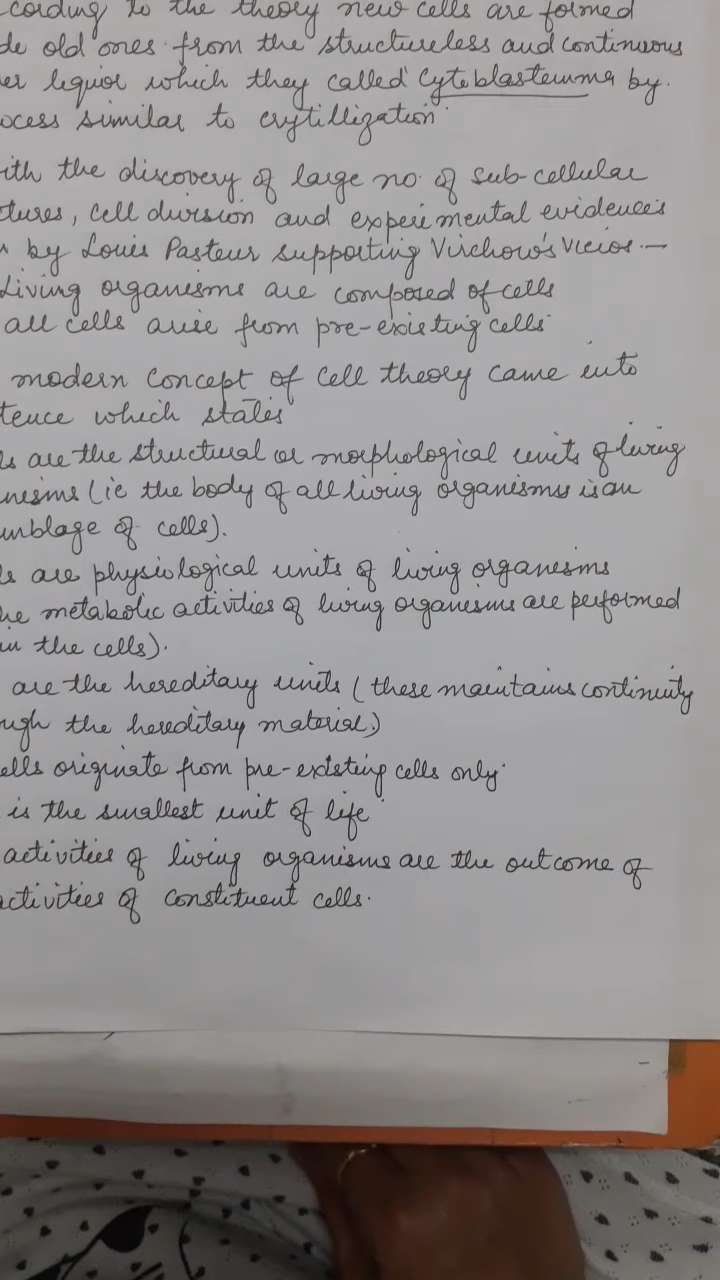 cording to the theory new cells are formed
de old ones from the structureless and continuous
er liquor which they called Cytoblastemma by
ocess similar to crytillization
ith the discovery of large no. of sub-cellular
tures, cell division and experimental evidences
by Louis Pasteur supporting Virchow's Vicios.—
Living organisms are composed of cells
all cells arise from pre-existing cells
modern concept of cell theory came into
tence which states
ls are the structural or morphological units of living
nesms (ie the body of all living organisms is an
mblage of cells).
ls are physiological units of living organisms
he metabolic activities of living organisms are performed
in the cells).
are the hereditary units (these maintains continuity
ugh the hereditary material)
ells originate from pre-existing cells only
is the smallest unit of life
activities of living organisms are the outcome of
activities of constituent cells.